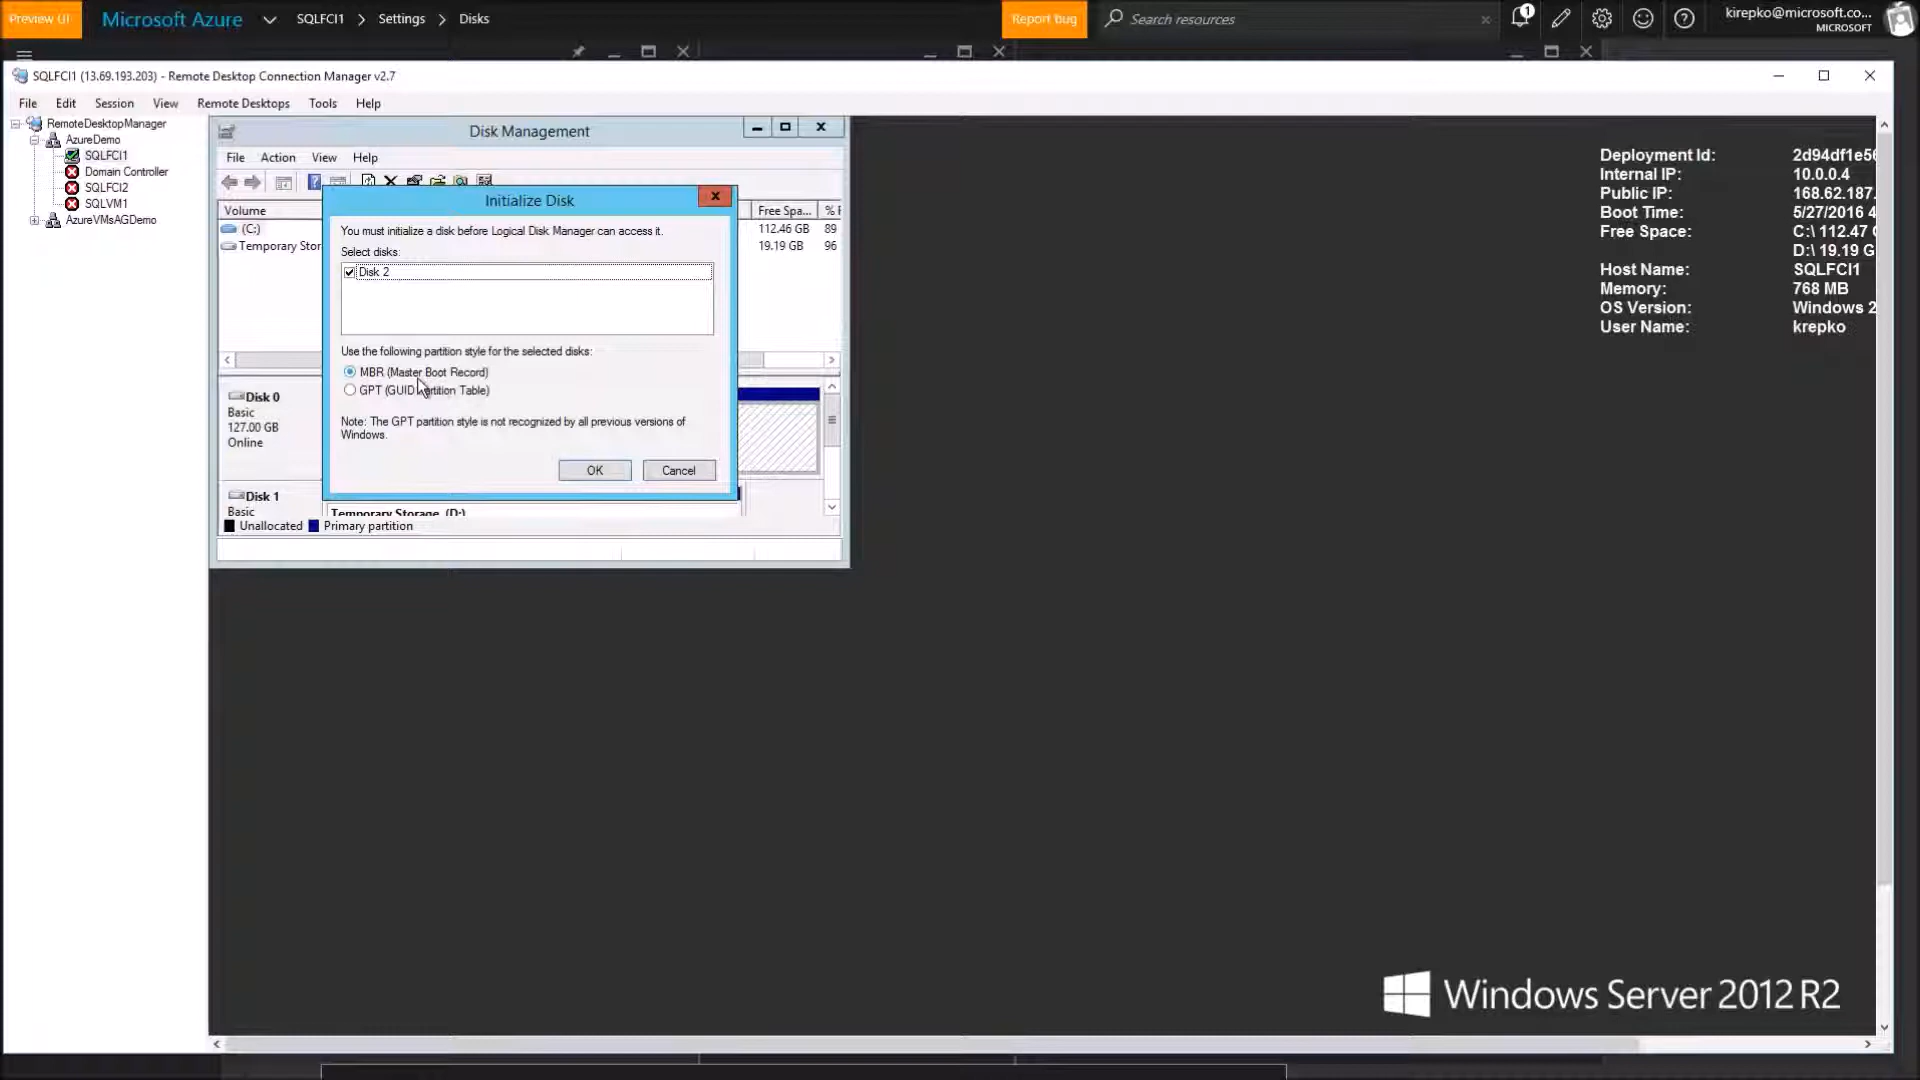 Preview UI
Microsoft Azure
SQLFCI1
Settings
Disks
Report bug
Search resources
1
kirepko@microsoft.co...
MICROSOFT
SQLFCI1 (13.69.193.203) - Remote Desktop Connection Manager v2.7
File Edit Session View Remote Desktops Tools Help
RemoteDesktopManager
AzureDemo
SQLFCI1
Domain Controller
SQLFCI2
SQLVM1
AzureVMsAGDemo
Disk Management
File Action View Help
Volume
Free Spa...
(C:)
112.46 GB 89
Temporary Stor
19.19 GB 96
Initialize Disk
You must initialize a disk before Logical Disk Manager can access it.
Select disks:
Disk 2
Use the following partition style for the selected disks:
MBR (Master Boot Record)
GPT (GUID Partition Table)
Note: The GPT partition style is not recognized by all previous versions of
Windows.
OK Cancel
Disk 0
Basic
127.00 GB
Online
Disk 1
Basic
Temporary Storage (D:)
Unallocated Primary partition
Deployment Id: 2d94df1e5
Internal IP: 10.0.0.4
Public IP: 168.62.187.
Boot Time: 5/27/2016 4
Free Space: C:\ 112.47
D:\ 19.19 G
Host Name: SQLFCI1
Memory: 768 MB
OS Version: Windows 2
User Name: krepko
Windows Server 2012 R2